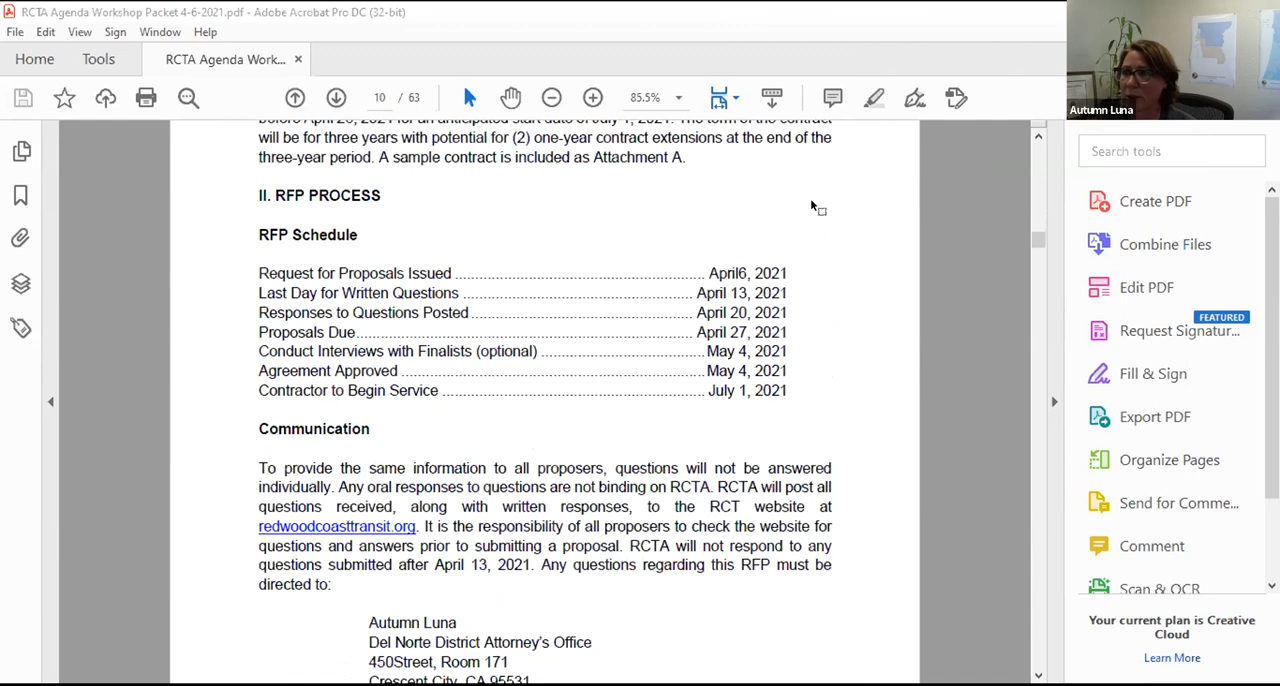 RCTA Agenda Workshop Packet 4-6-2021.pdf - Adobe Acrobat Pro DC (32-bit)
File Edit View Sign Window Help
Home Tools RCTA Agenda Work... ×
10 / 63 85.5%
Autumn Luna
before April 20, 2021 for an anticipated start date of July 1, 2021. The term of the contract
will be for three years with potential for (2) one-year contract extensions at the end of the
three-year period. A sample contract is included as Attachment A.
II. RFP PROCESS
RFP Schedule
Request for Proposals Issued ............ April6, 2021
Last Day for Written Questions ............ April 13, 2021
Responses to Questions Posted ............ April 20, 2021
Proposals Due ............ April 27, 2021
Conduct Interviews with Finalists (optional) ............ May 4, 2021
Agreement Approved ............ May 4, 2021
Contractor to Begin Service ............ July 1, 2021
Communication
To provide the same information to all proposers, questions will not be answered
individually. Any oral responses to questions are not binding on RCTA. RCTA will post all
questions received, along with written responses, to the RCT website at
redwoodcoasttransit.org. It is the responsibility of all proposers to check the website for
questions and answers prior to submitting a proposal. RCTA will not respond to any
questions submitted after April 13, 2021. Any questions regarding this RFP must be
directed to:
Autumn Luna
Del Norte District Attorney's Office
450Street, Room 171
Crescent City, CA 95531
Search tools
Create PDF
Combine Files
Edit PDF
FEATURED
Request Signatur...
Fill & Sign
Export PDF
Organize Pages
Send for Comme...
Comment
Scan & OCR
Your current plan is Creative
Cloud
Learn More